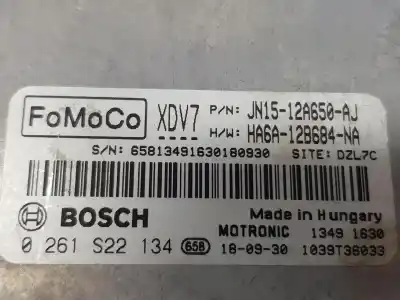 FoMoCo XDV7 P/N: JN15-12A650-AJ
H/W: HA6A-12B684-NA
S/N: 65813491630180930 SITE: DZL7C
BOSCH Made in Hungary
MOTRONIC 1349 1630
0 261 S22 134 658 18-09-30 1039T36033